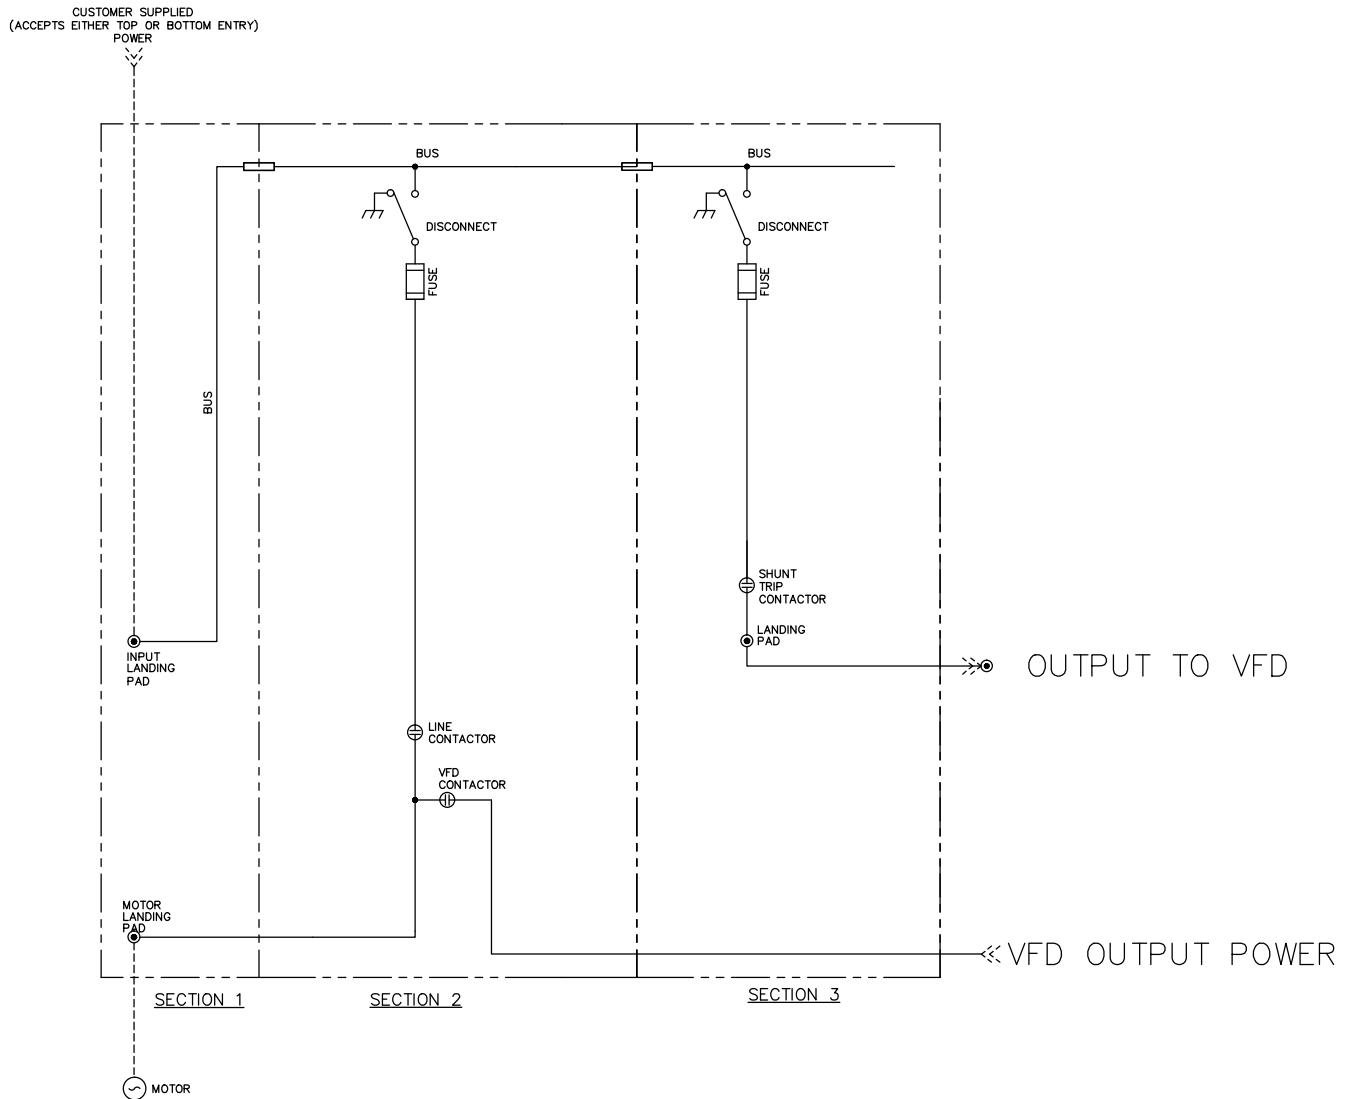 CUSTOMER SUPPLIED
(ACCEPTS EITHER TOP OR BOTTOM ENTRY)
POWER
BUS
BUS
DISCONNECT
DISCONNECT
FUSE
FUSE
BUS
SHUNT
TRIP
CONTACTOR
LANDING
PAD
INPUT
LANDING
PAD
OUTPUT TO VFD
LINE
CONTACTOR
VFD
CONTACTOR
MOTOR
LANDING
PAD
VFD OUTPUT POWER
SECTION 1
SECTION 2
SECTION 3
MOTOR